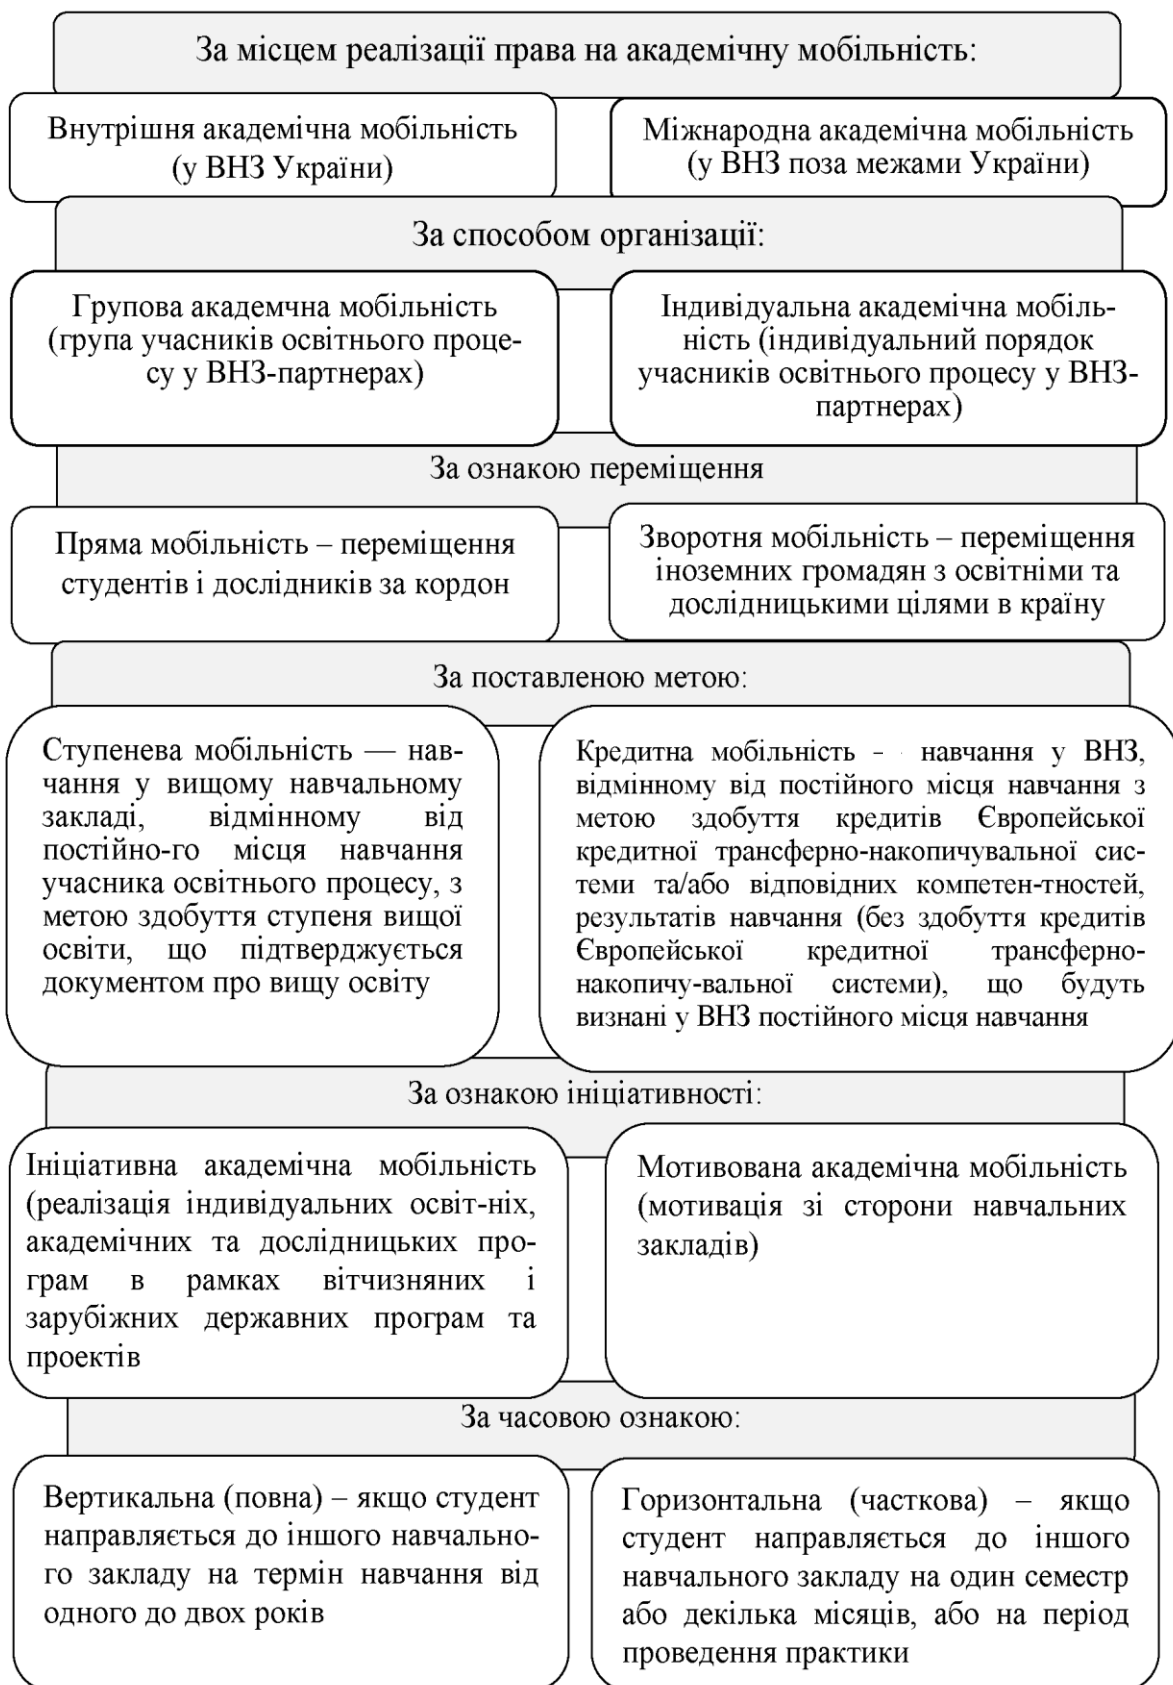 За місцем реалізації права на академічну мобільність:
Внутрішня академічна мобільність
(у ВНЗ України)
Міжнародна академічна мобільність
(у ВНЗ поза межами України)
За способом організації:
Групова академчна мобільність
(група учасників освітнього проце-
су у ВНЗ-партнерах)
Індивідуальна академічна мобіль-
ність (індивідуальний порядок
учасників освітнього процесу у ВНЗ-
партнерах)
За ознакою переміщення
Пряма мобільність – переміщення
студентів і дослідників за кордон
Зворотня мобільність – переміщення
іноземних громадян з освітніми та
дослідницькими цілями в країну
За поставленою метою:
Ступенева мобільність — нав-
чання у вищому навчальному
закладі, відмінному від
постійно-го місця навчання
учасника освітнього процесу, з
метою здобуття ступеня вищої
освіти, що підтверджується
документом про вищу освіту
Кредитна мобільність - навчання у ВНЗ,
відмінному від постійного місця навчання з
метою здобуття кредитів Європейської
кредитної трансферно-накопичувальної сис-
теми та/або відповідних компетен-тностей,
результатів навчання (без здобуття кредитів
Європейської кредитної трансферно-
накопичу-вальної системи), що будуть
визнані у ВНЗ постійного місця навчання
За ознакою ініціативності:
Ініціативна академічна мобільність
(реалізація індивідуальних освіт-ніх,
академічних та дослідницьких про-
грам в рамках вітчизняних і
зарубіжних державних програм та
проектів
Мотивована академічна мобільність
(мотивація зі сторони навчальних
закладів)
За часовою ознакою:
Вертикальна (повна) – якщо студент
направляється до іншого навчально-
го закладу на термін навчання від
одного до двох років
Горизонтальна (часткова) – якщо
студент направляється до іншого
навчального закладу на один семестр
або декілька місяців, або на період
проведення практики